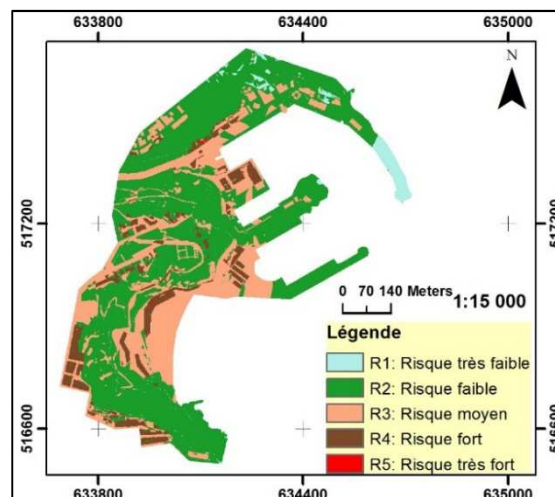 633800 634400 635000
N
517200 517200
0 70 140 Meters 1:15 000
Légende
R1: Risque très faible
R2: Risque faible
R3: Risque moyen
R4: Risque fort
R5: Risque très fort
516600 516600
633800 634400 635000